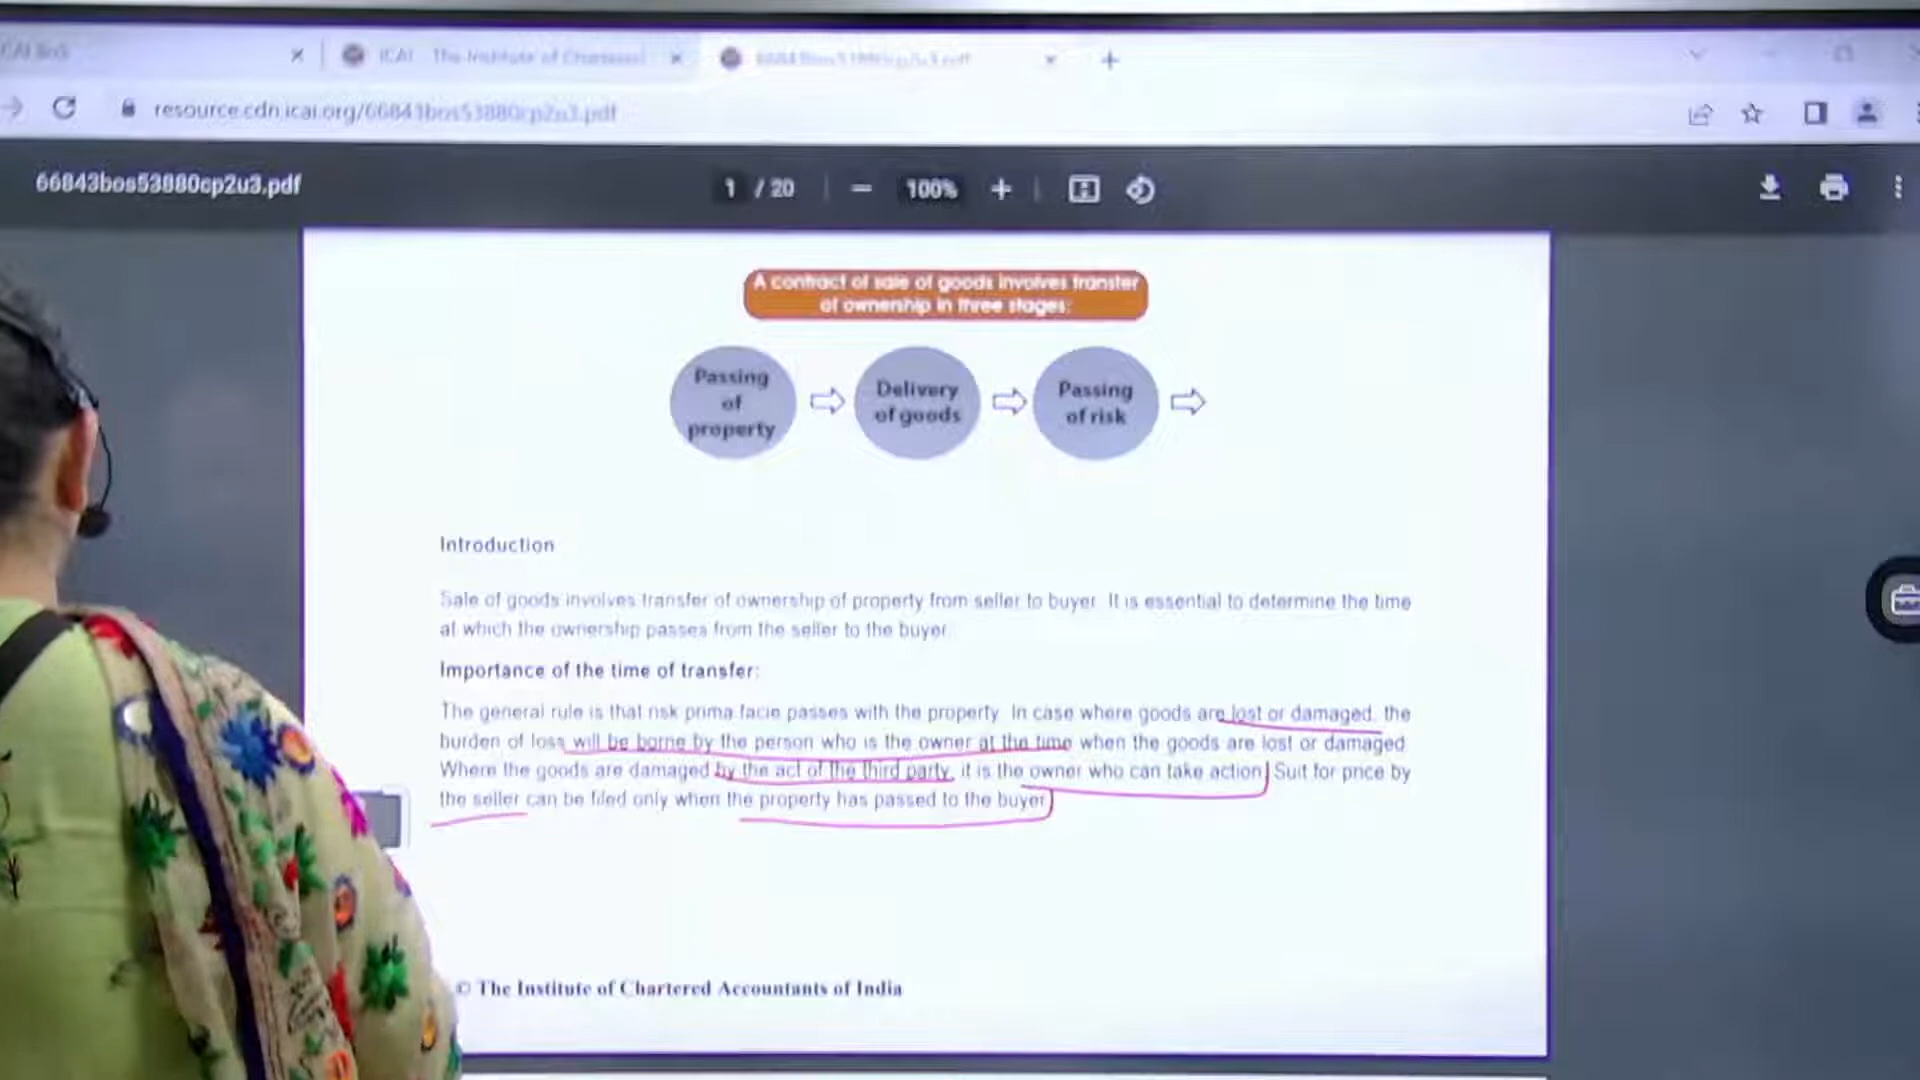 ICAI The Institute of Chartered
resource.cdn.icai.org/66843bos53880cp2u3.pdf
66843bos53880cp2u3.pdf
1 / 20
100%
A contract of sale of goods involves transfer
of ownership in three stages:
Passing
of
property
Delivery
of goods
Passing
of risk
Introduction
Sale of goods involves transfer of ownership of property from seller to buyer. It is essential to determine the time
at which the ownership passes from the seller to the buyer.
Importance of the time of transfer:
The general rule is that risk prima facie passes with the property. In case where goods are lost or damaged, the
burden of loss will be borne by the person who is the owner at the time when the goods are lost or damaged.
Where the goods are damaged by the act of the third party, it is the owner who can take action. Suit for price by
the seller can be filed only when the property has passed to the buyer.
© The Institute of Chartered Accountants of India